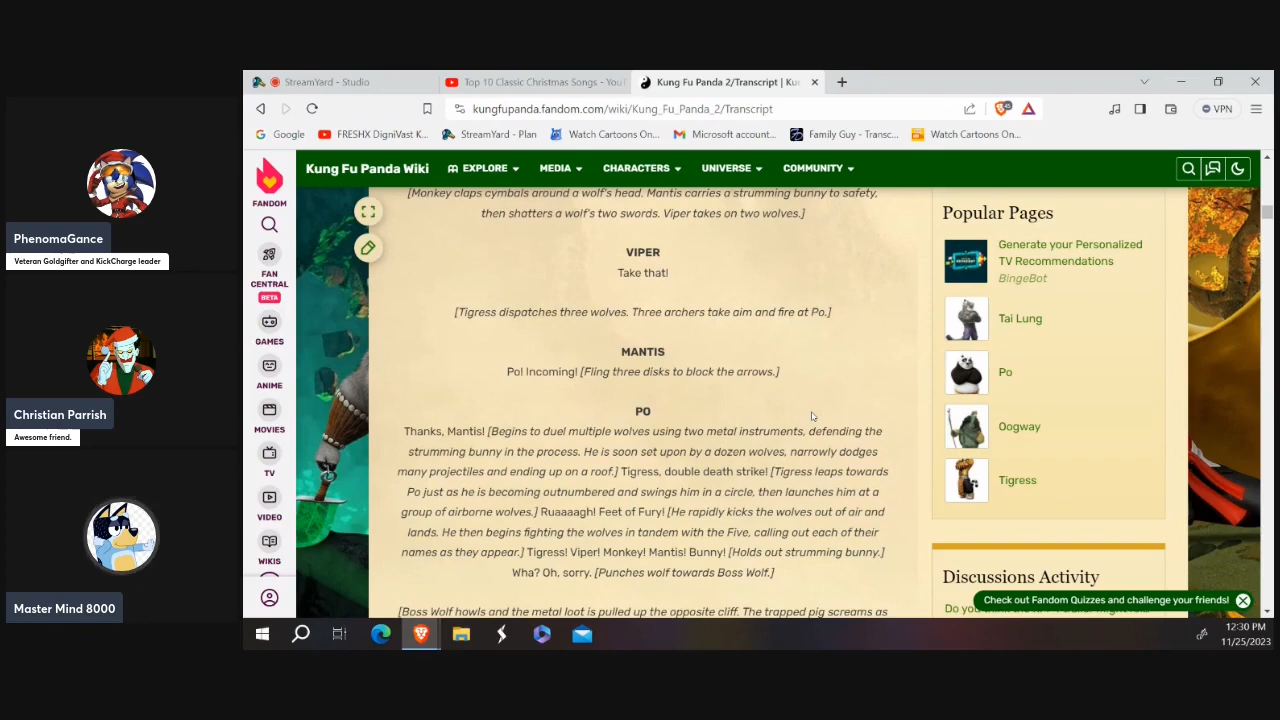 PhenomaGance
Veteran Goldgifter and KickCharge leader
Christian Parrish
Awesome friend.
Master Mind 8000
StreamYard - Studio
Top 10 Classic Christmas Songs - YouT
Kung Fu Panda 2/Transcript | Ku
kungfupanda.fandom.com/wiki/Kung_Fu_Panda_2/Transcript
VPN
Google
FRESHX DigniVast K...
StreamYard - Plan
Watch Cartoons On...
Microsoft account...
Family Guy - Transc...
Watch Cartoons On...
FANDOM
FAN
CENTRAL
BETA
GAMES
ANIME
MOVIES
TV
VIDEO
WIKIS
Kung Fu Panda Wiki
EXPLORE
MEDIA
CHARACTERS
UNIVERSE
COMMUNITY
[Monkey claps cymbals around a wolf's head. Mantis carries a strumming bunny to safety,
then shatters a wolf's two swords. Viper takes on two wolves.]
VIPER
Take that!
[Tigress dispatches three wolves. Three archers take aim and fire at Po.]
MANTIS
Po! Incoming! [Fling three disks to block the arrows.]
PO
Thanks, Mantis! [Begins to duel multiple wolves using two metal instruments, defending the
strumming bunny in the process. He is soon set upon by a dozen wolves, narrowly dodges
many projectiles and ending up on a roof.] Tigress, double death strike! [Tigress leaps towards
Po just as he is becoming outnumbered and swings him in a circle, then launches him at a
group of airborne wolves.] Ruaaaagh! Feet of Fury! [He rapidly kicks the wolves out of air and
lands. He then begins fighting the wolves in tandem with the Five, calling out each of their
names as they appear.] Tigress! Viper! Monkey! Mantis! Bunny! [Holds out strumming bunny.]
Wha? Oh, sorry. [Punches wolf towards Boss Wolf.]
[Boss Wolf howls and the metal loot is pulled up the opposite cliff. The trapped pig screams as
Popular Pages
Generate your Personalized
TV Recommendations
BingeBot
Tai Lung
Po
Oogway
Tigress
Discussions Activity
Check out Fandom Quizzes and challenge your friends!
12:30 PM
11/25/2023